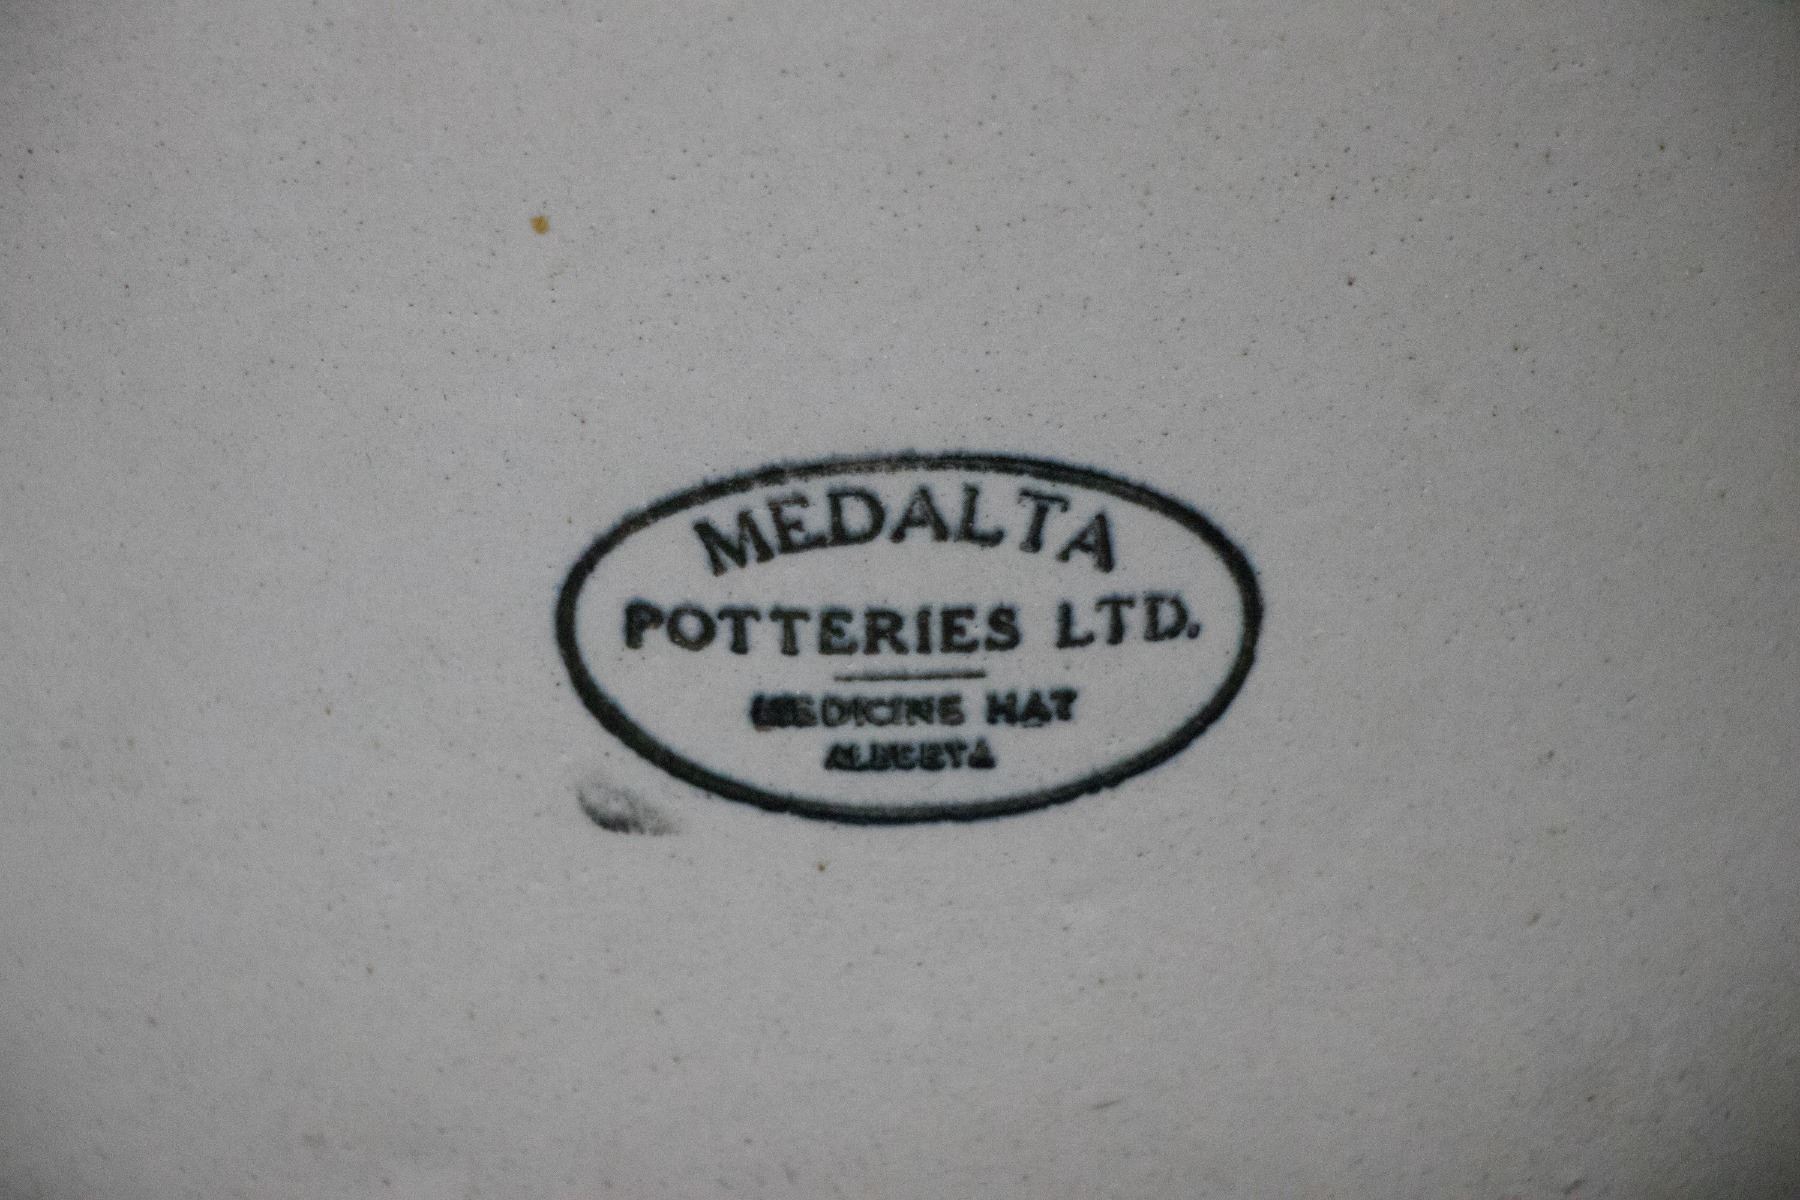 MEDALTA
POTTERIES LTD.
MEDICINE HAT
ALBERTA